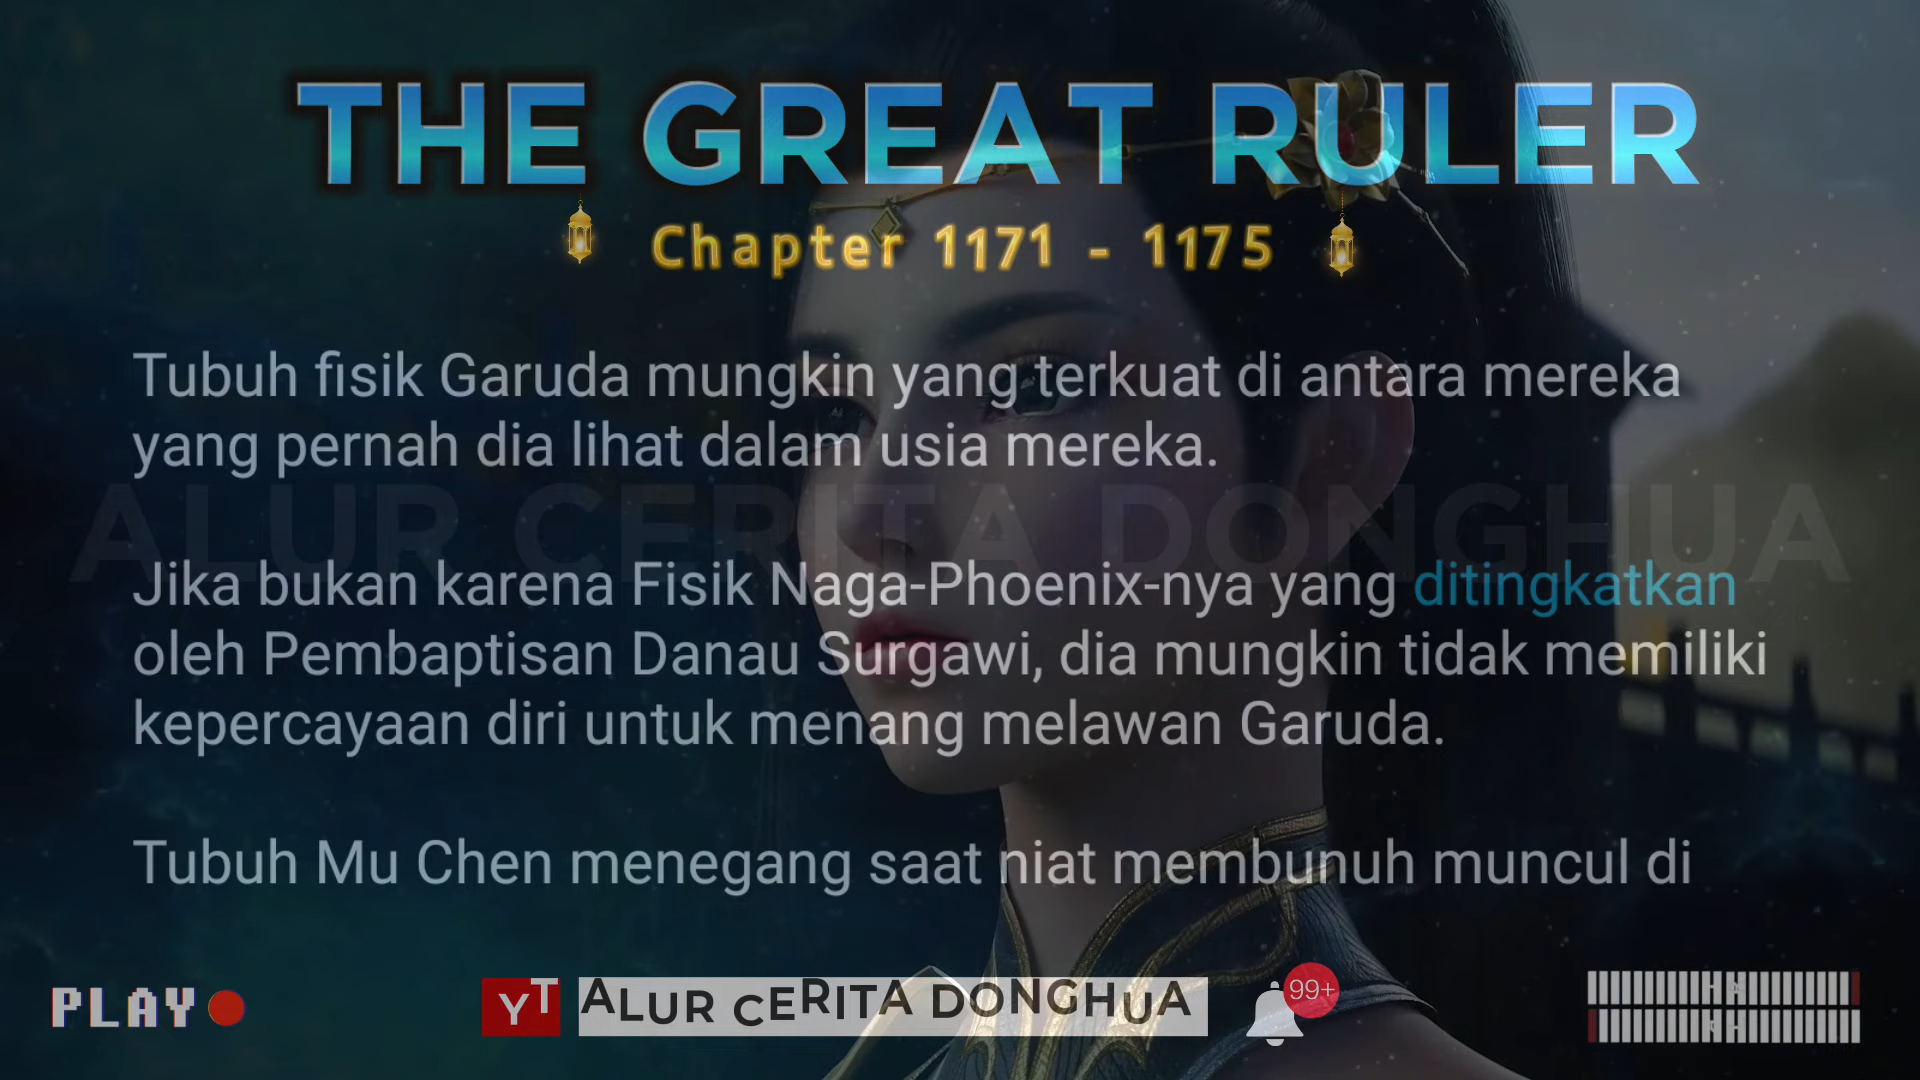 THE GREAT RULER
Chapter 1171 - 1175
Tubuh fisik Garuda mungkin yang terkuat di antara mereka
yang pernah dia lihat dalam usia mereka.
ALUR CERITA DONGHUA
Jika bukan karena Fisik Naga-Phoenix-nya yang ditingkatkan
oleh Pembaptisan Danau Surgawi, dia mungkin tidak memiliki
kepercayaan diri untuk menang melawan Garuda.
Tubuh Mu Chen menegang saat niat membunuh muncul di
PLAY
YT ALUR CERITA DONGHUA 99+